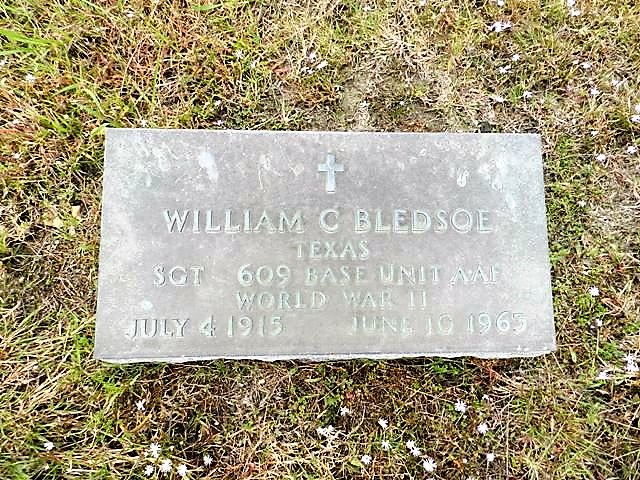 WILLIAM C BLEDSOE
TEXAS
SGT 609 BASE UNIT AAF
WORLD WAR II
JULY 4 1915 JUNE 10 1965